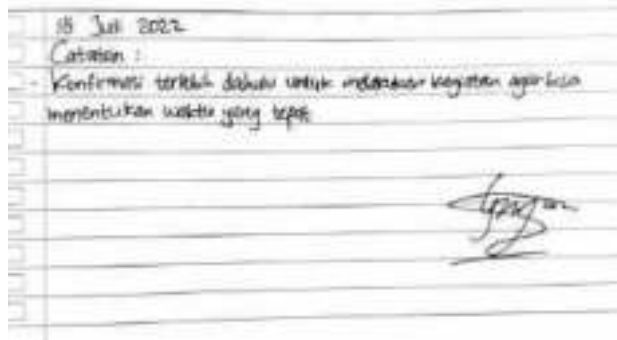 18 Juli 2022
Catatan :
- Konfirmasi terlebih dahulu untuk melakukan kegiatan agar bisa
menentukan waktu yang tepat